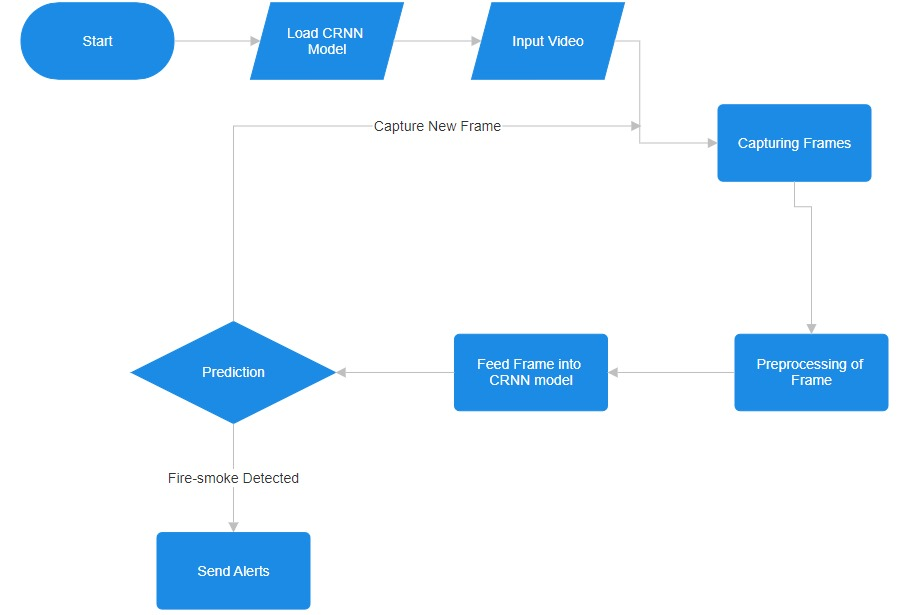 Start
Load CRNN
Model
Input Video
Capture New Frame
Capturing Frames
Prediction
Feed Frame into
CRNN model
Preprocessing of
Frame
Fire-smoke Detected
Send Alerts